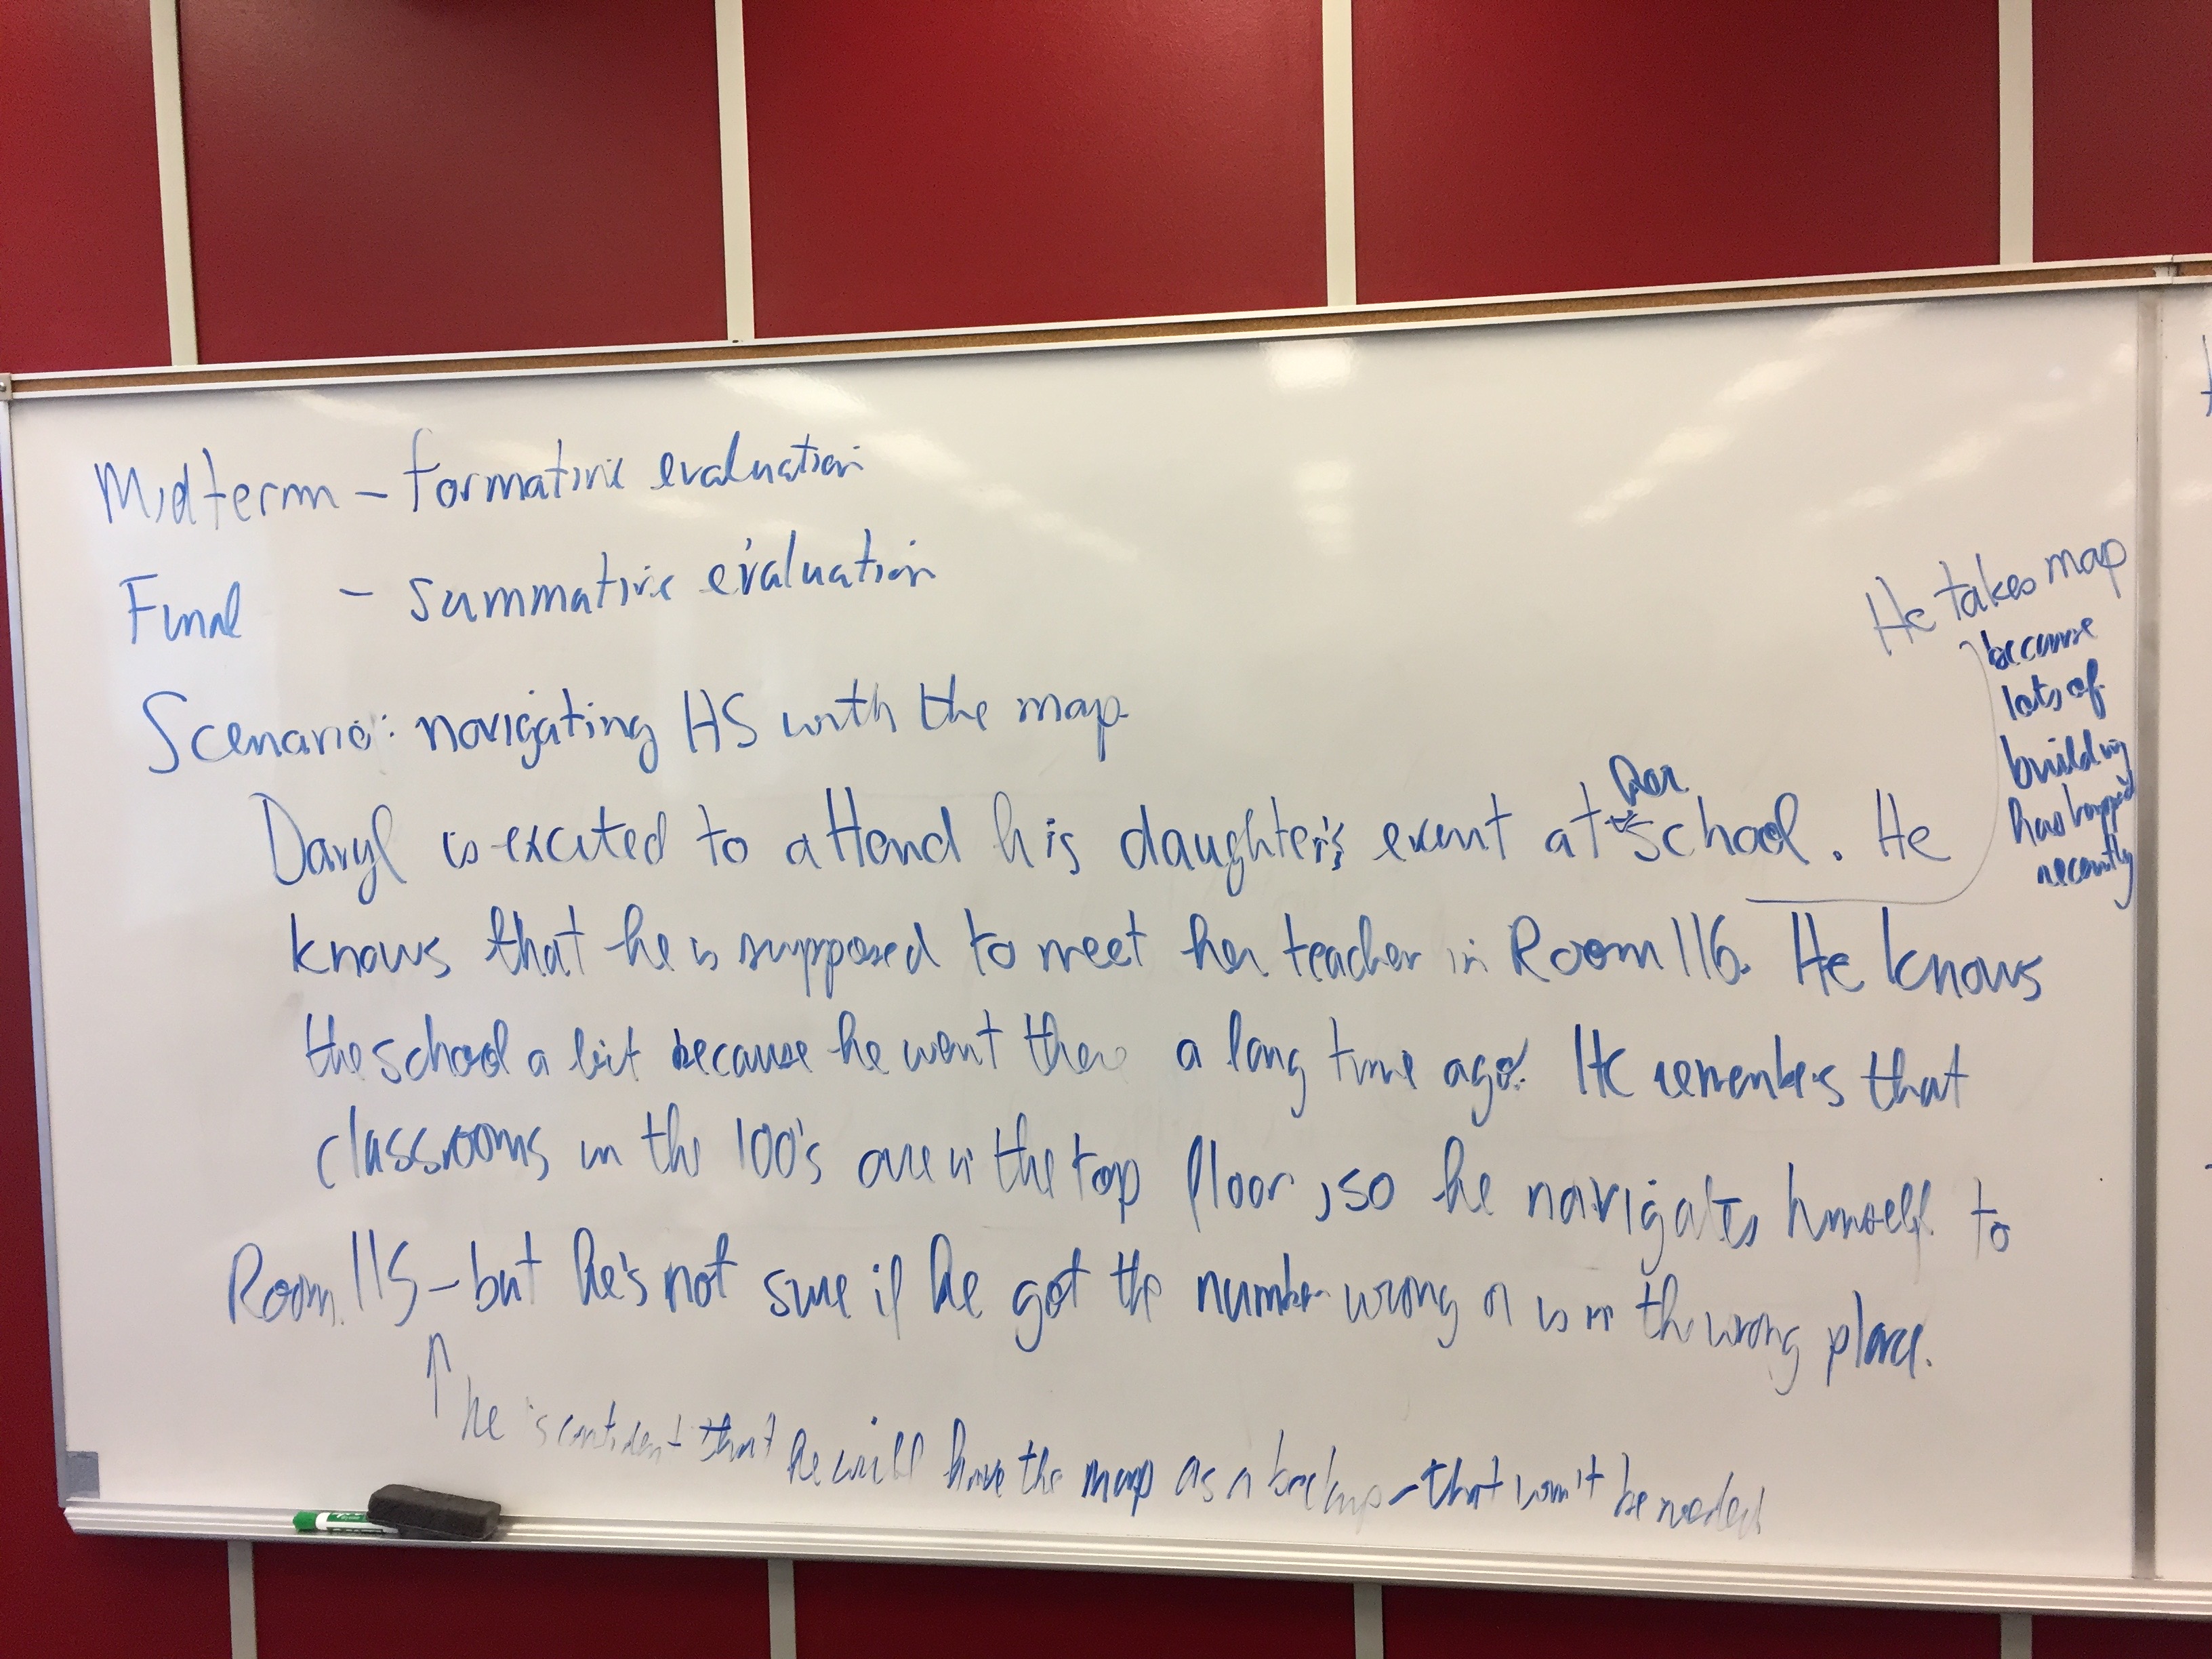 Midterm – formative evaluation
Final – summative evaluation
Scenario: navigating HS with the map
Daryl is excited to attend his daughter's event at her school. He
knows that he is supposed to meet her teacher in Room 116. He knows
the school a bit because he went there a long time ago. He remembers that
classrooms in the 100's are in the top floor, so he navigates himself to
Room 115 – but he's not sure if he got the number wrong or is in the wrong place.
↑ he is confident that he will have the map as a backup – that won't be needed
He takes map
because
lots of
building
has happened
recently